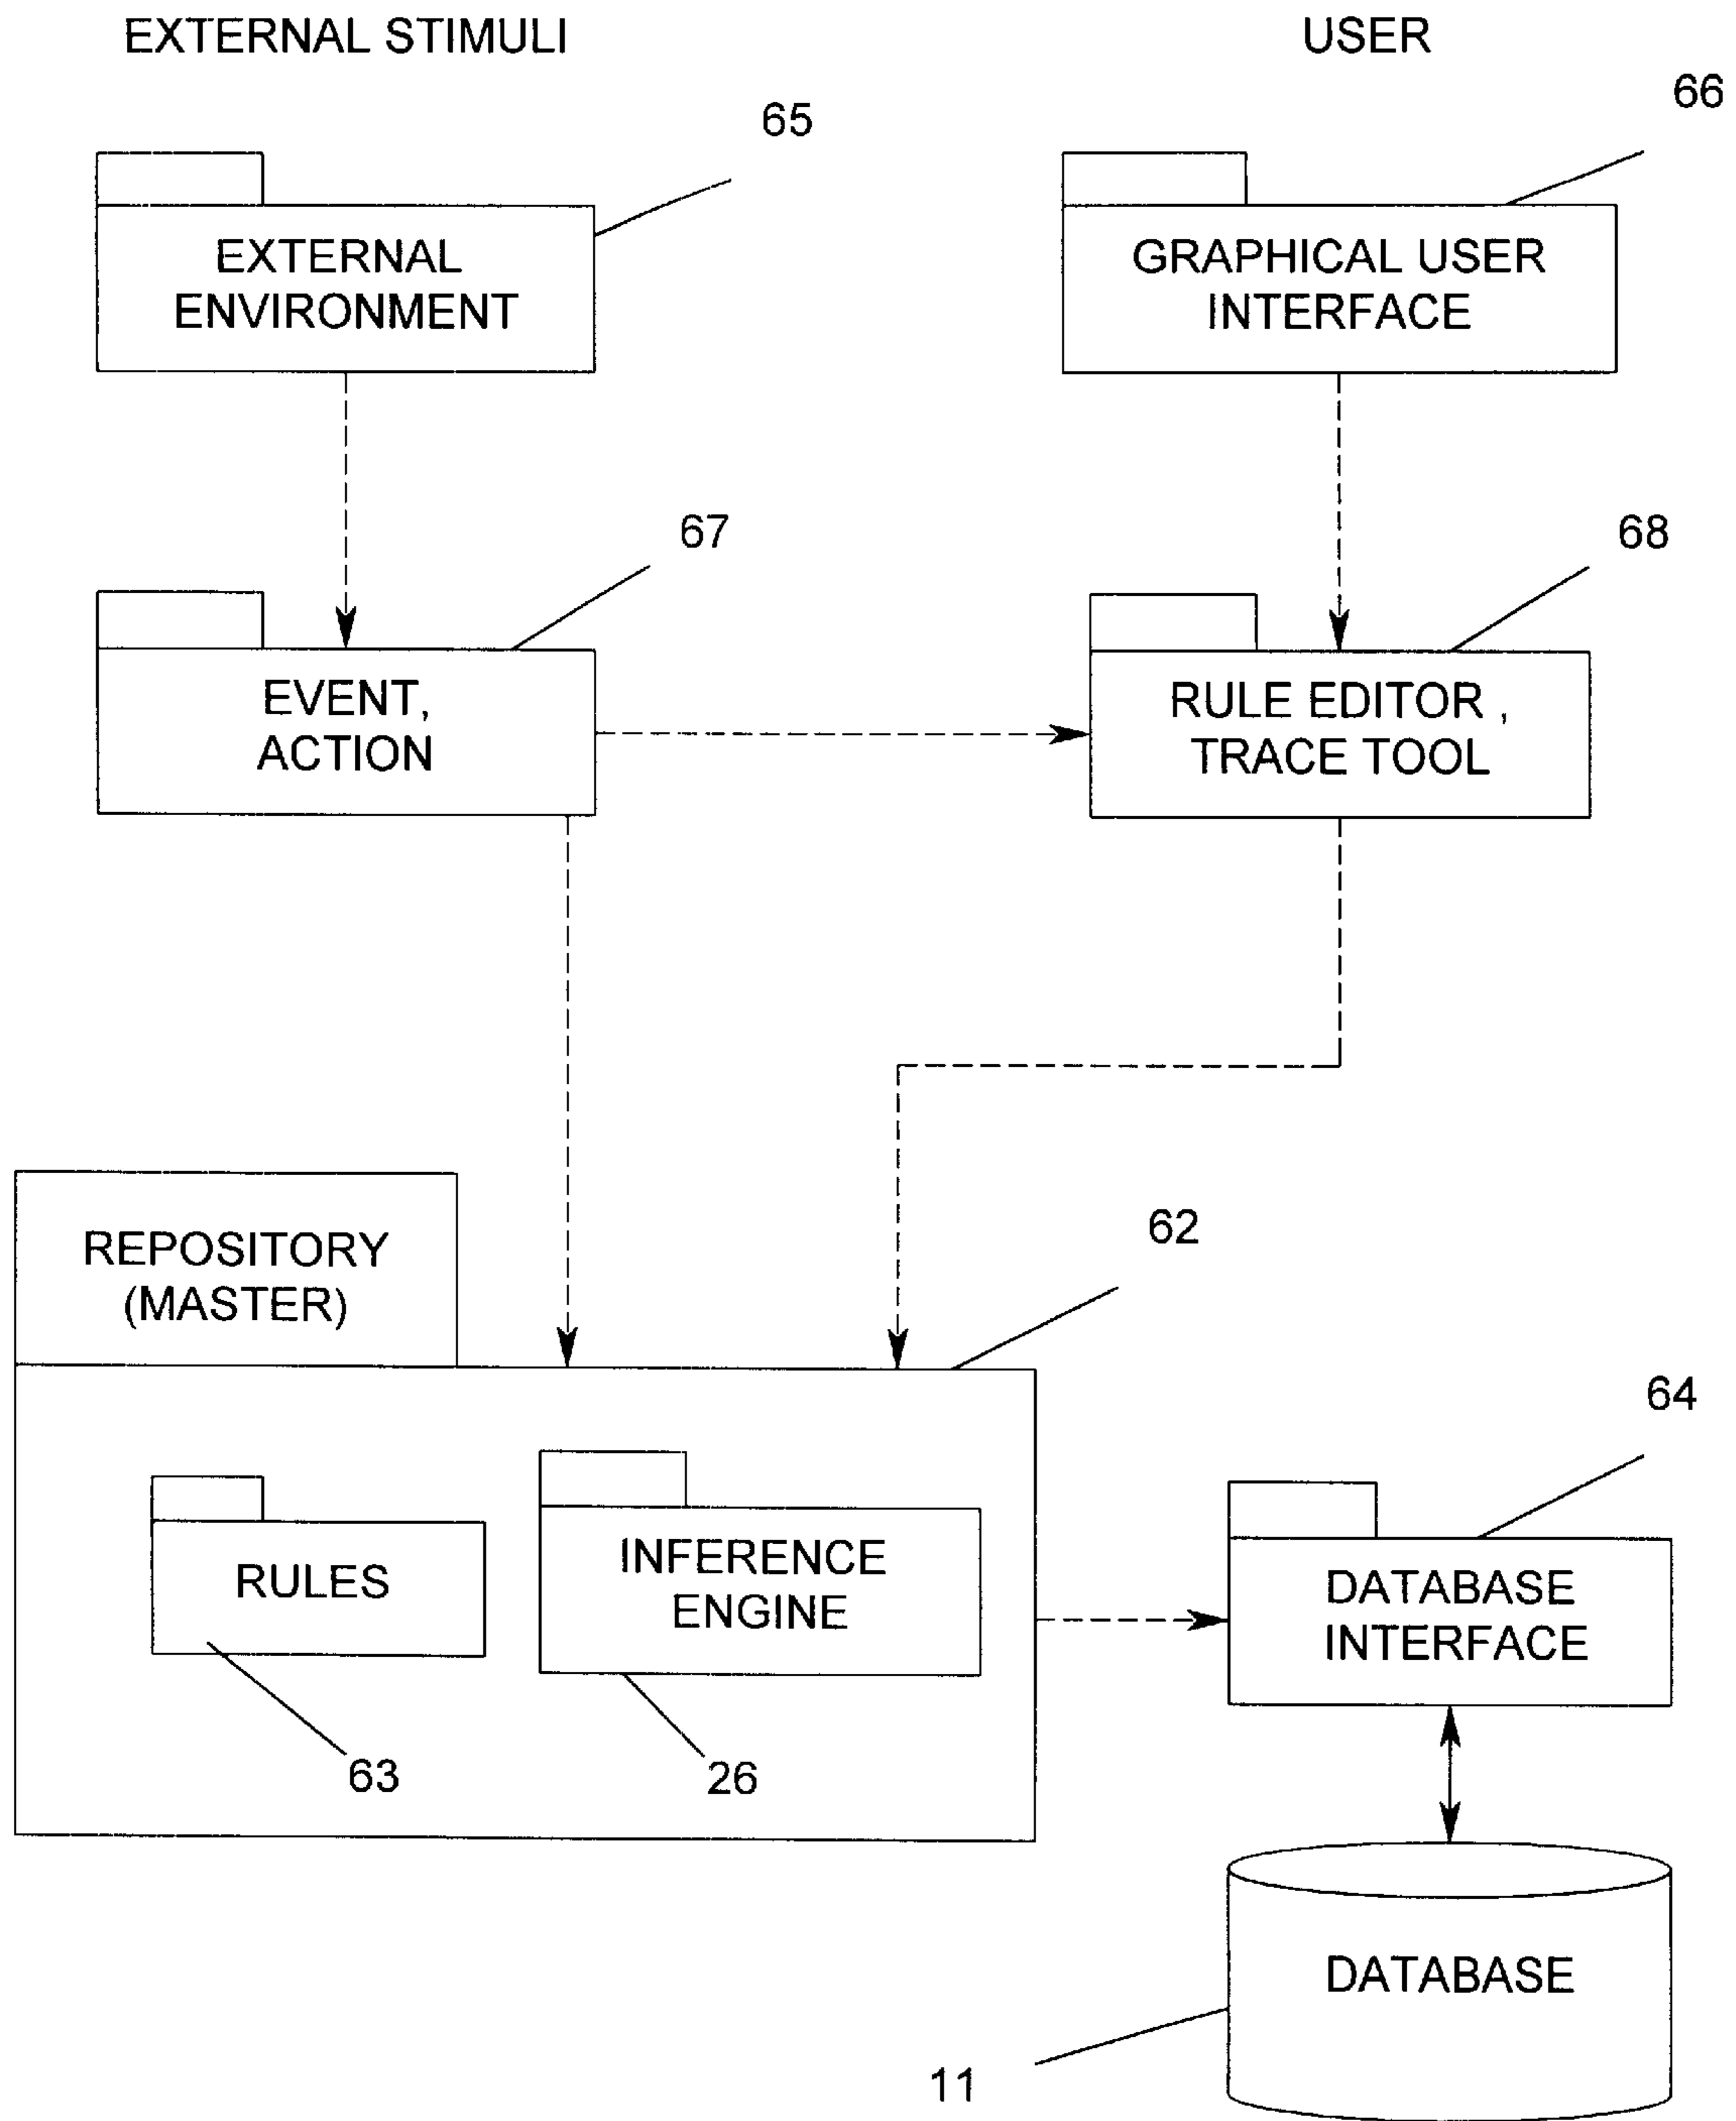 EXTERNAL STIMULI
USER
65
66
EXTERNAL
ENVIRONMENT
GRAPHICAL USER
INTERFACE
67
68
EVENT,
ACTION
RULE EDITOR ,
TRACE TOOL
REPOSITORY
(MASTER)
62
64
RULES
INFERENCE
ENGINE
DATABASE
INTERFACE
63
26
DATABASE
11